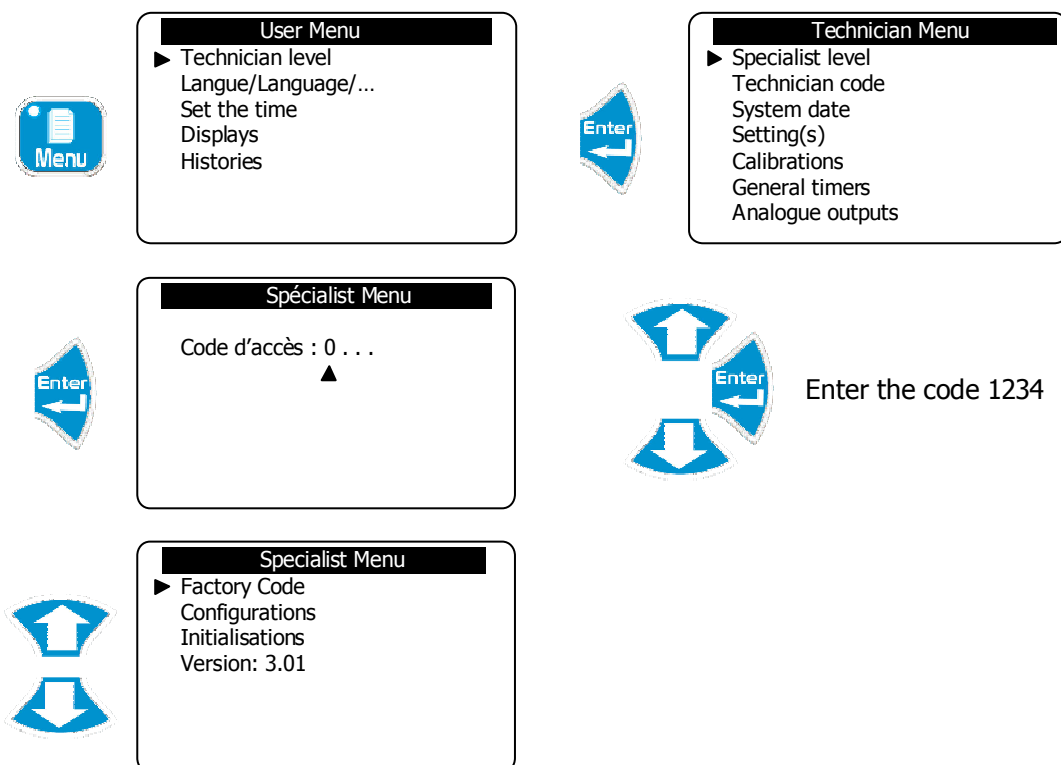 Menu
User Menu
Technician level
Langue/Language/…
Set the time
Displays
Histories
Enter
Technician Menu
Specialist level
Technician code
System date
Setting(s)
Calibrations
General timers
Analogue outputs
Enter
Spécialist Menu
Code d’accès : 0 . . .
Enter
Enter the code 1234
Specialist Menu
Factory Code
Configurations
Initialisations
Version: 3.01